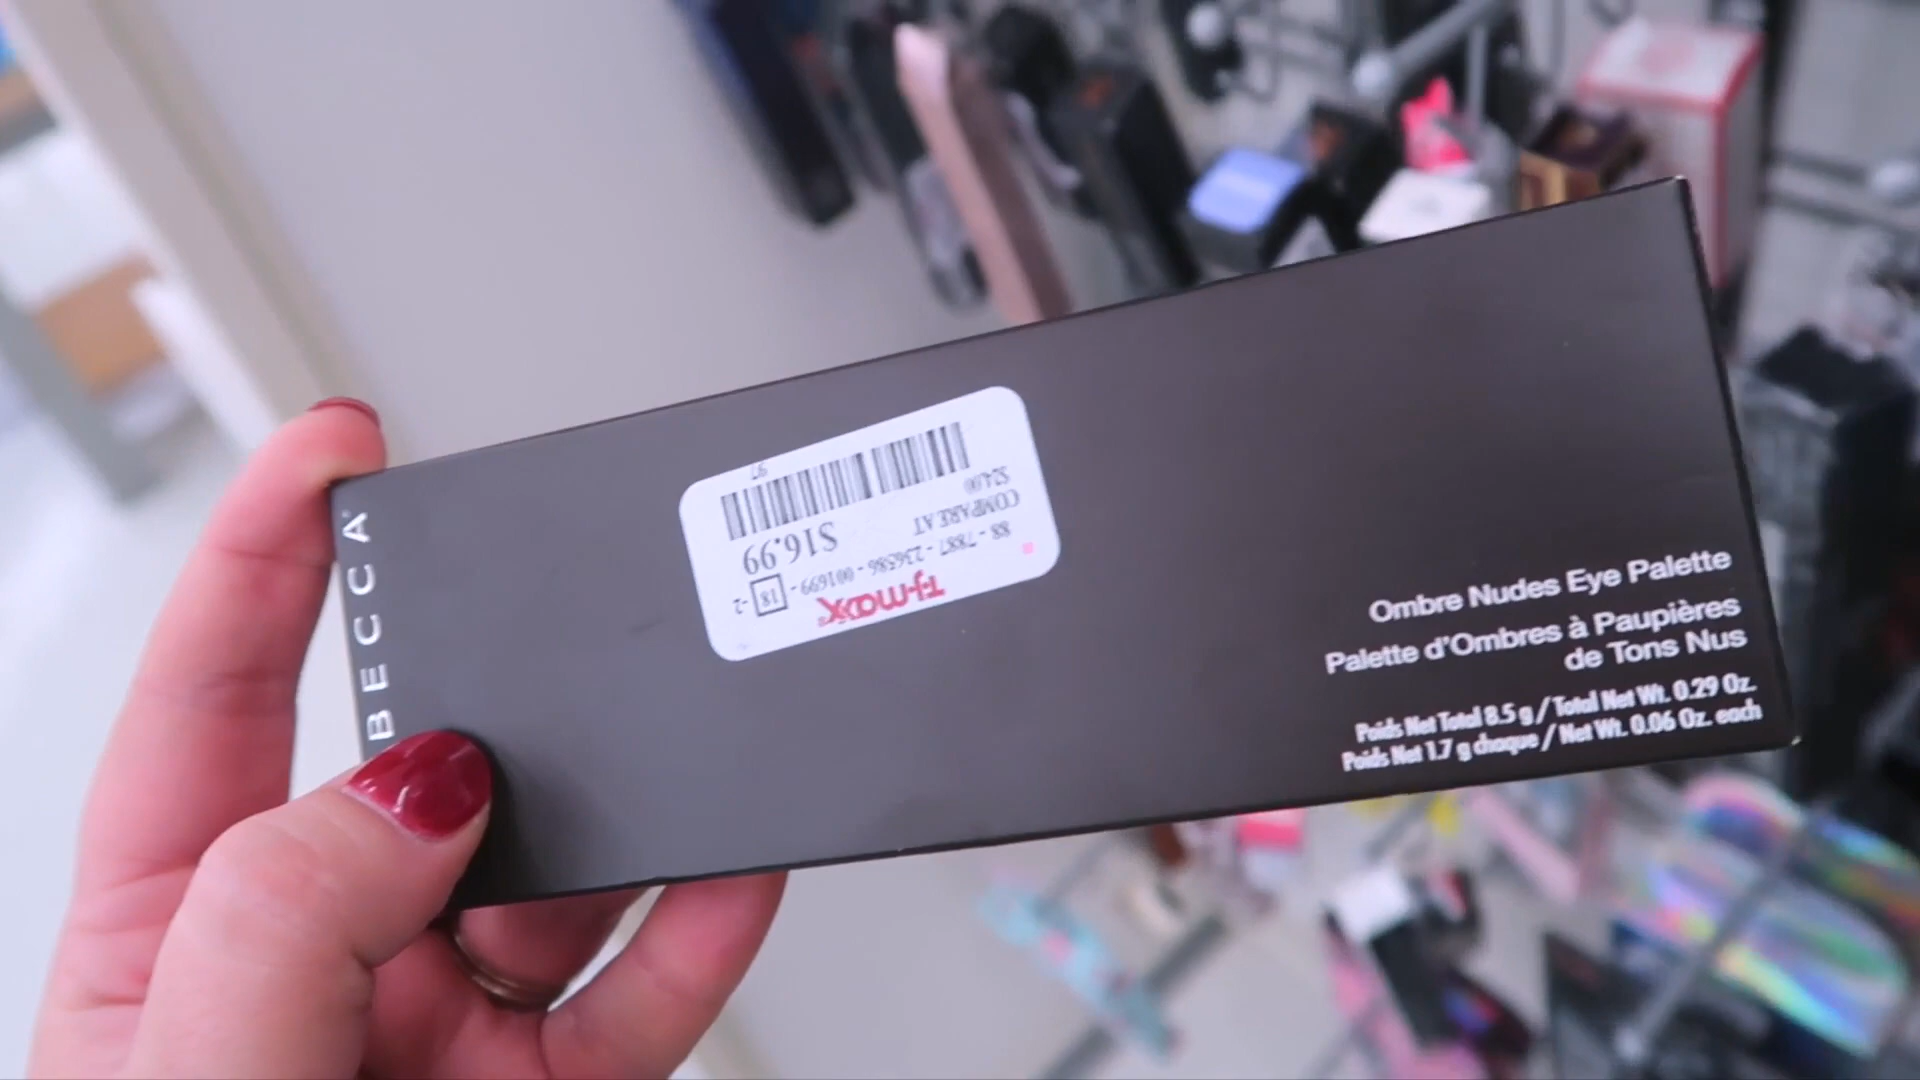 BECCA
T·J·maxx
88 - 7887 - 236586 - 001699 - 18 -2
COMPARE AT
$24.00
$16.99
97
Ombre Nudes Eye Palette
Palette d'Ombres à Paupières
de Tons Nus
Poids Net Total 8.5 g / Total Net Wt. 0.29 Oz.
Poids Net 1.7 g chaque / Net Wt. 0.06 Oz. each